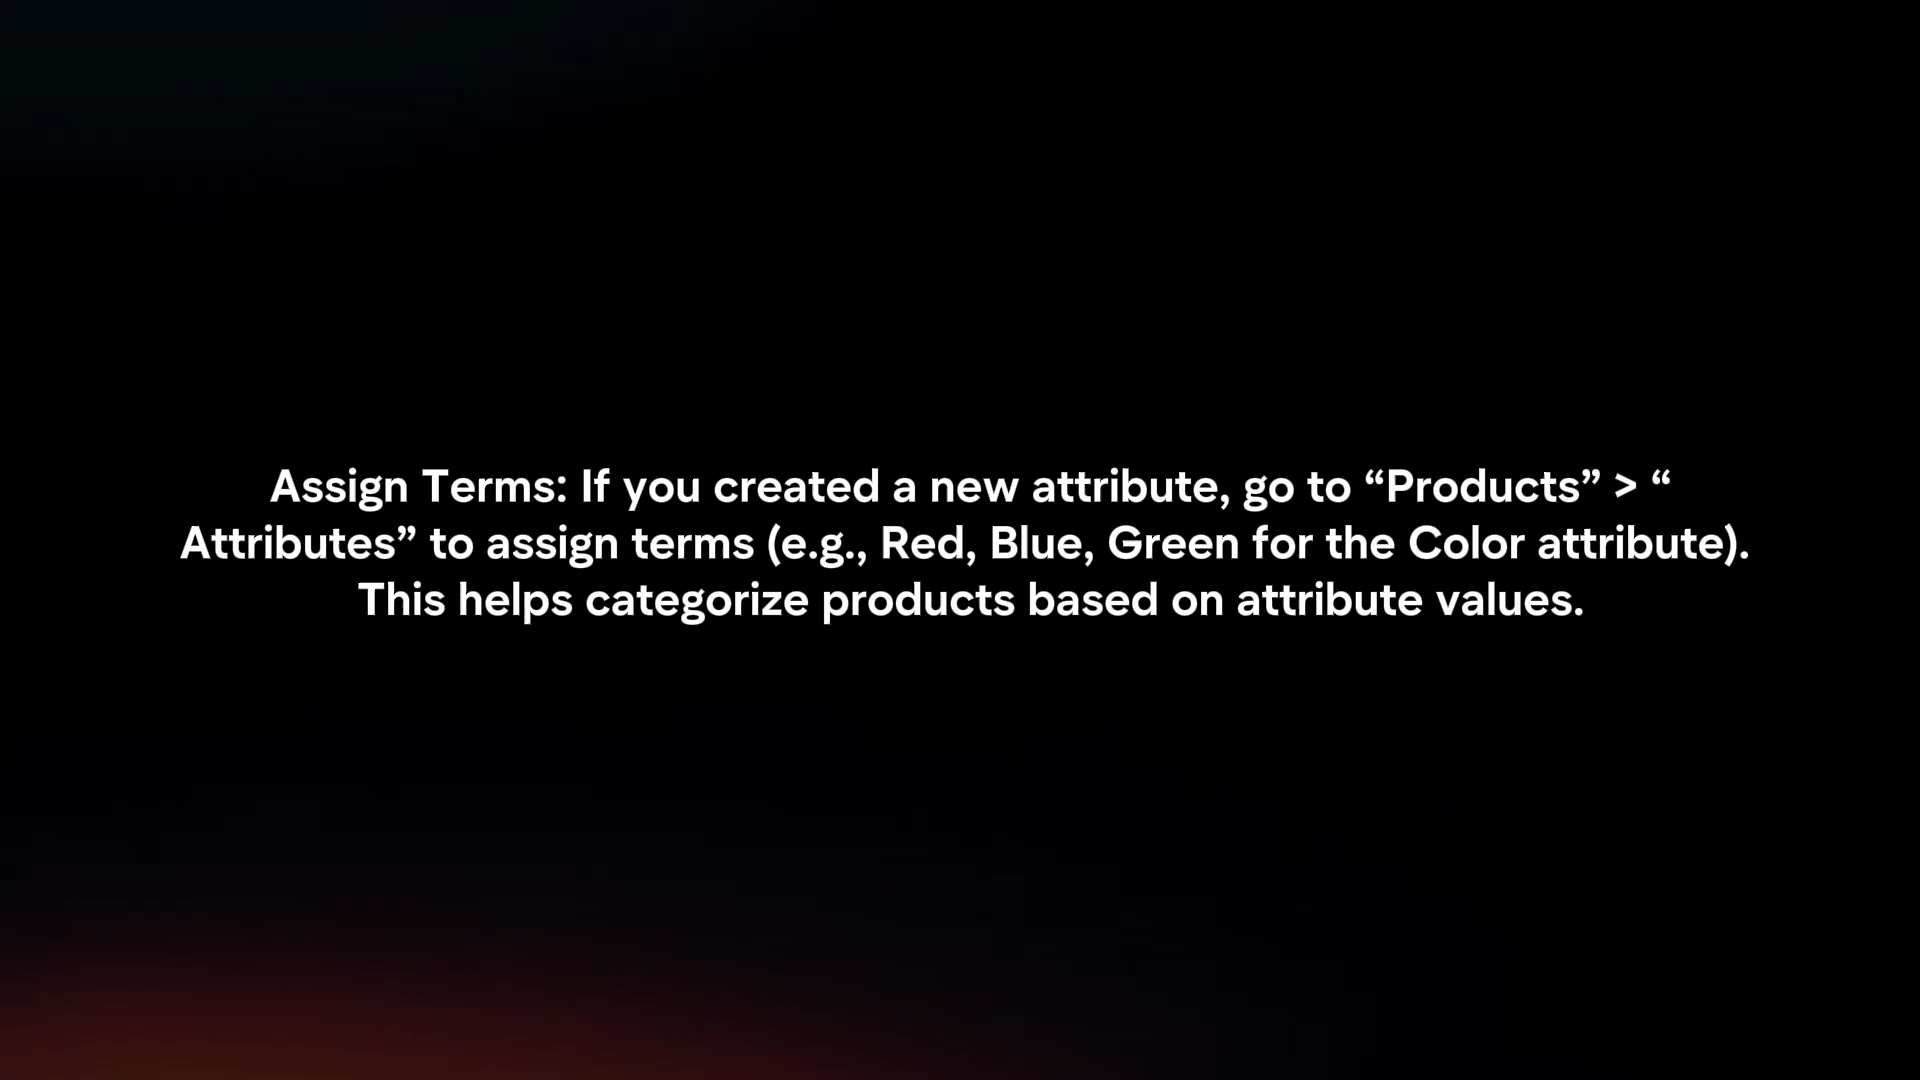 Assign Terms: If you created a new attribute, go to “Products” > “
Attributes” to assign terms (e.g., Red, Blue, Green for the Color attribute).
This helps categorize products based on attribute values.